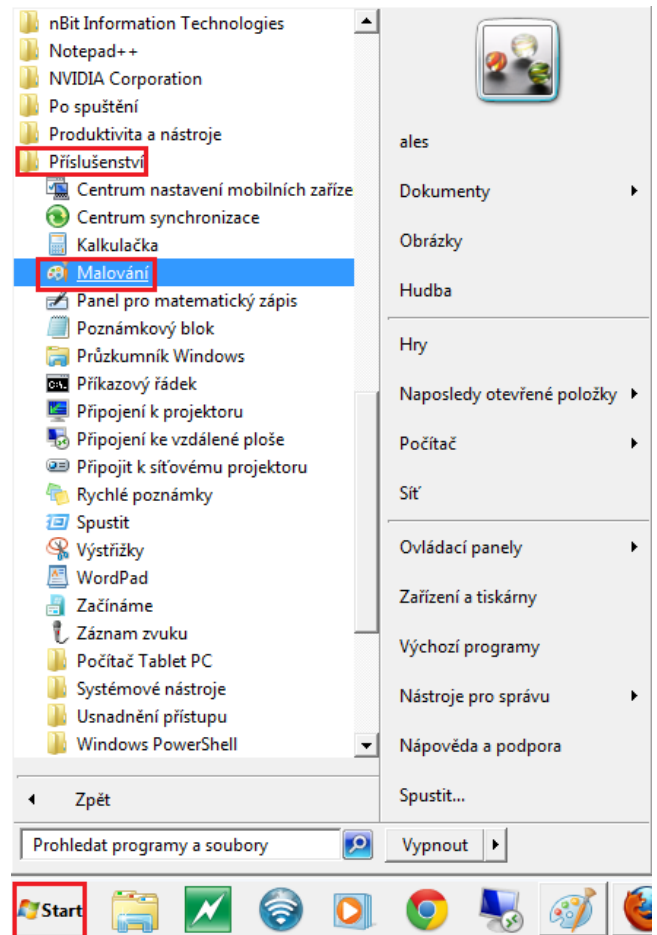 nBit Information Technologies
Notepad++
NVIDIA Corporation
Po spuštění
Produktivita a nástroje
Příslušenství
Centrum nastavení mobilních zaříze
Centrum synchronizace
Kalkulačka
Malování
Panel pro matematický zápis
Poznámkový blok
Průzkumník Windows
Příkazový řádek
Připojení k projektoru
Připojení ke vzdálené ploše
Připojit k síťovému projektoru
Rychlé poznámky
Spustit
Výstřižky
WordPad
Začínáme
Záznam zvuku
Počítač Tablet PC
Systémové nástroje
Usnadnění přístupu
Windows PowerShell
Zpět
Prohledat programy a soubory
ales
Dokumenty
Obrázky
Hudba
Hry
Naposledy otevřené položky
Počítač
Síť
Ovládací panely
Zařízení a tiskárny
Výchozí programy
Nástroje pro správu
Nápověda a podpora
Spustit...
Vypnout
Start